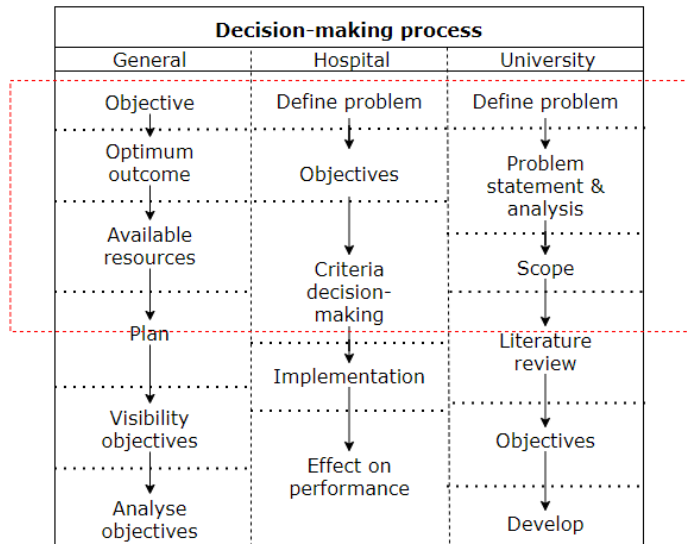 Decision-making process
General
Hospital
University
Objective
Optimum
outcome
Available
resources
Plan
Visibility
objectives
Analyse
objectives
Define problem
Objectives
Criteria
decision-
making
Implementation
Effect on
performance
Define problem
Problem
statement &
analysis
Scope
Literature
review
Objectives
Develop